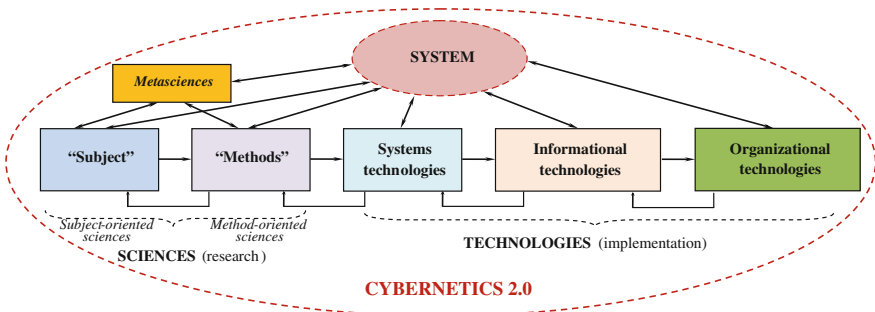 SYSTEM
Metasciences
“Subject”
“Methods”
Systems
technologies
Informational
technologies
Organizational
technologies
Subject-oriented
sciences
Method-oriented
sciences
SCIENCES (research)
TECHNOLOGIES (implementation)
CYBERNETICS 2.0